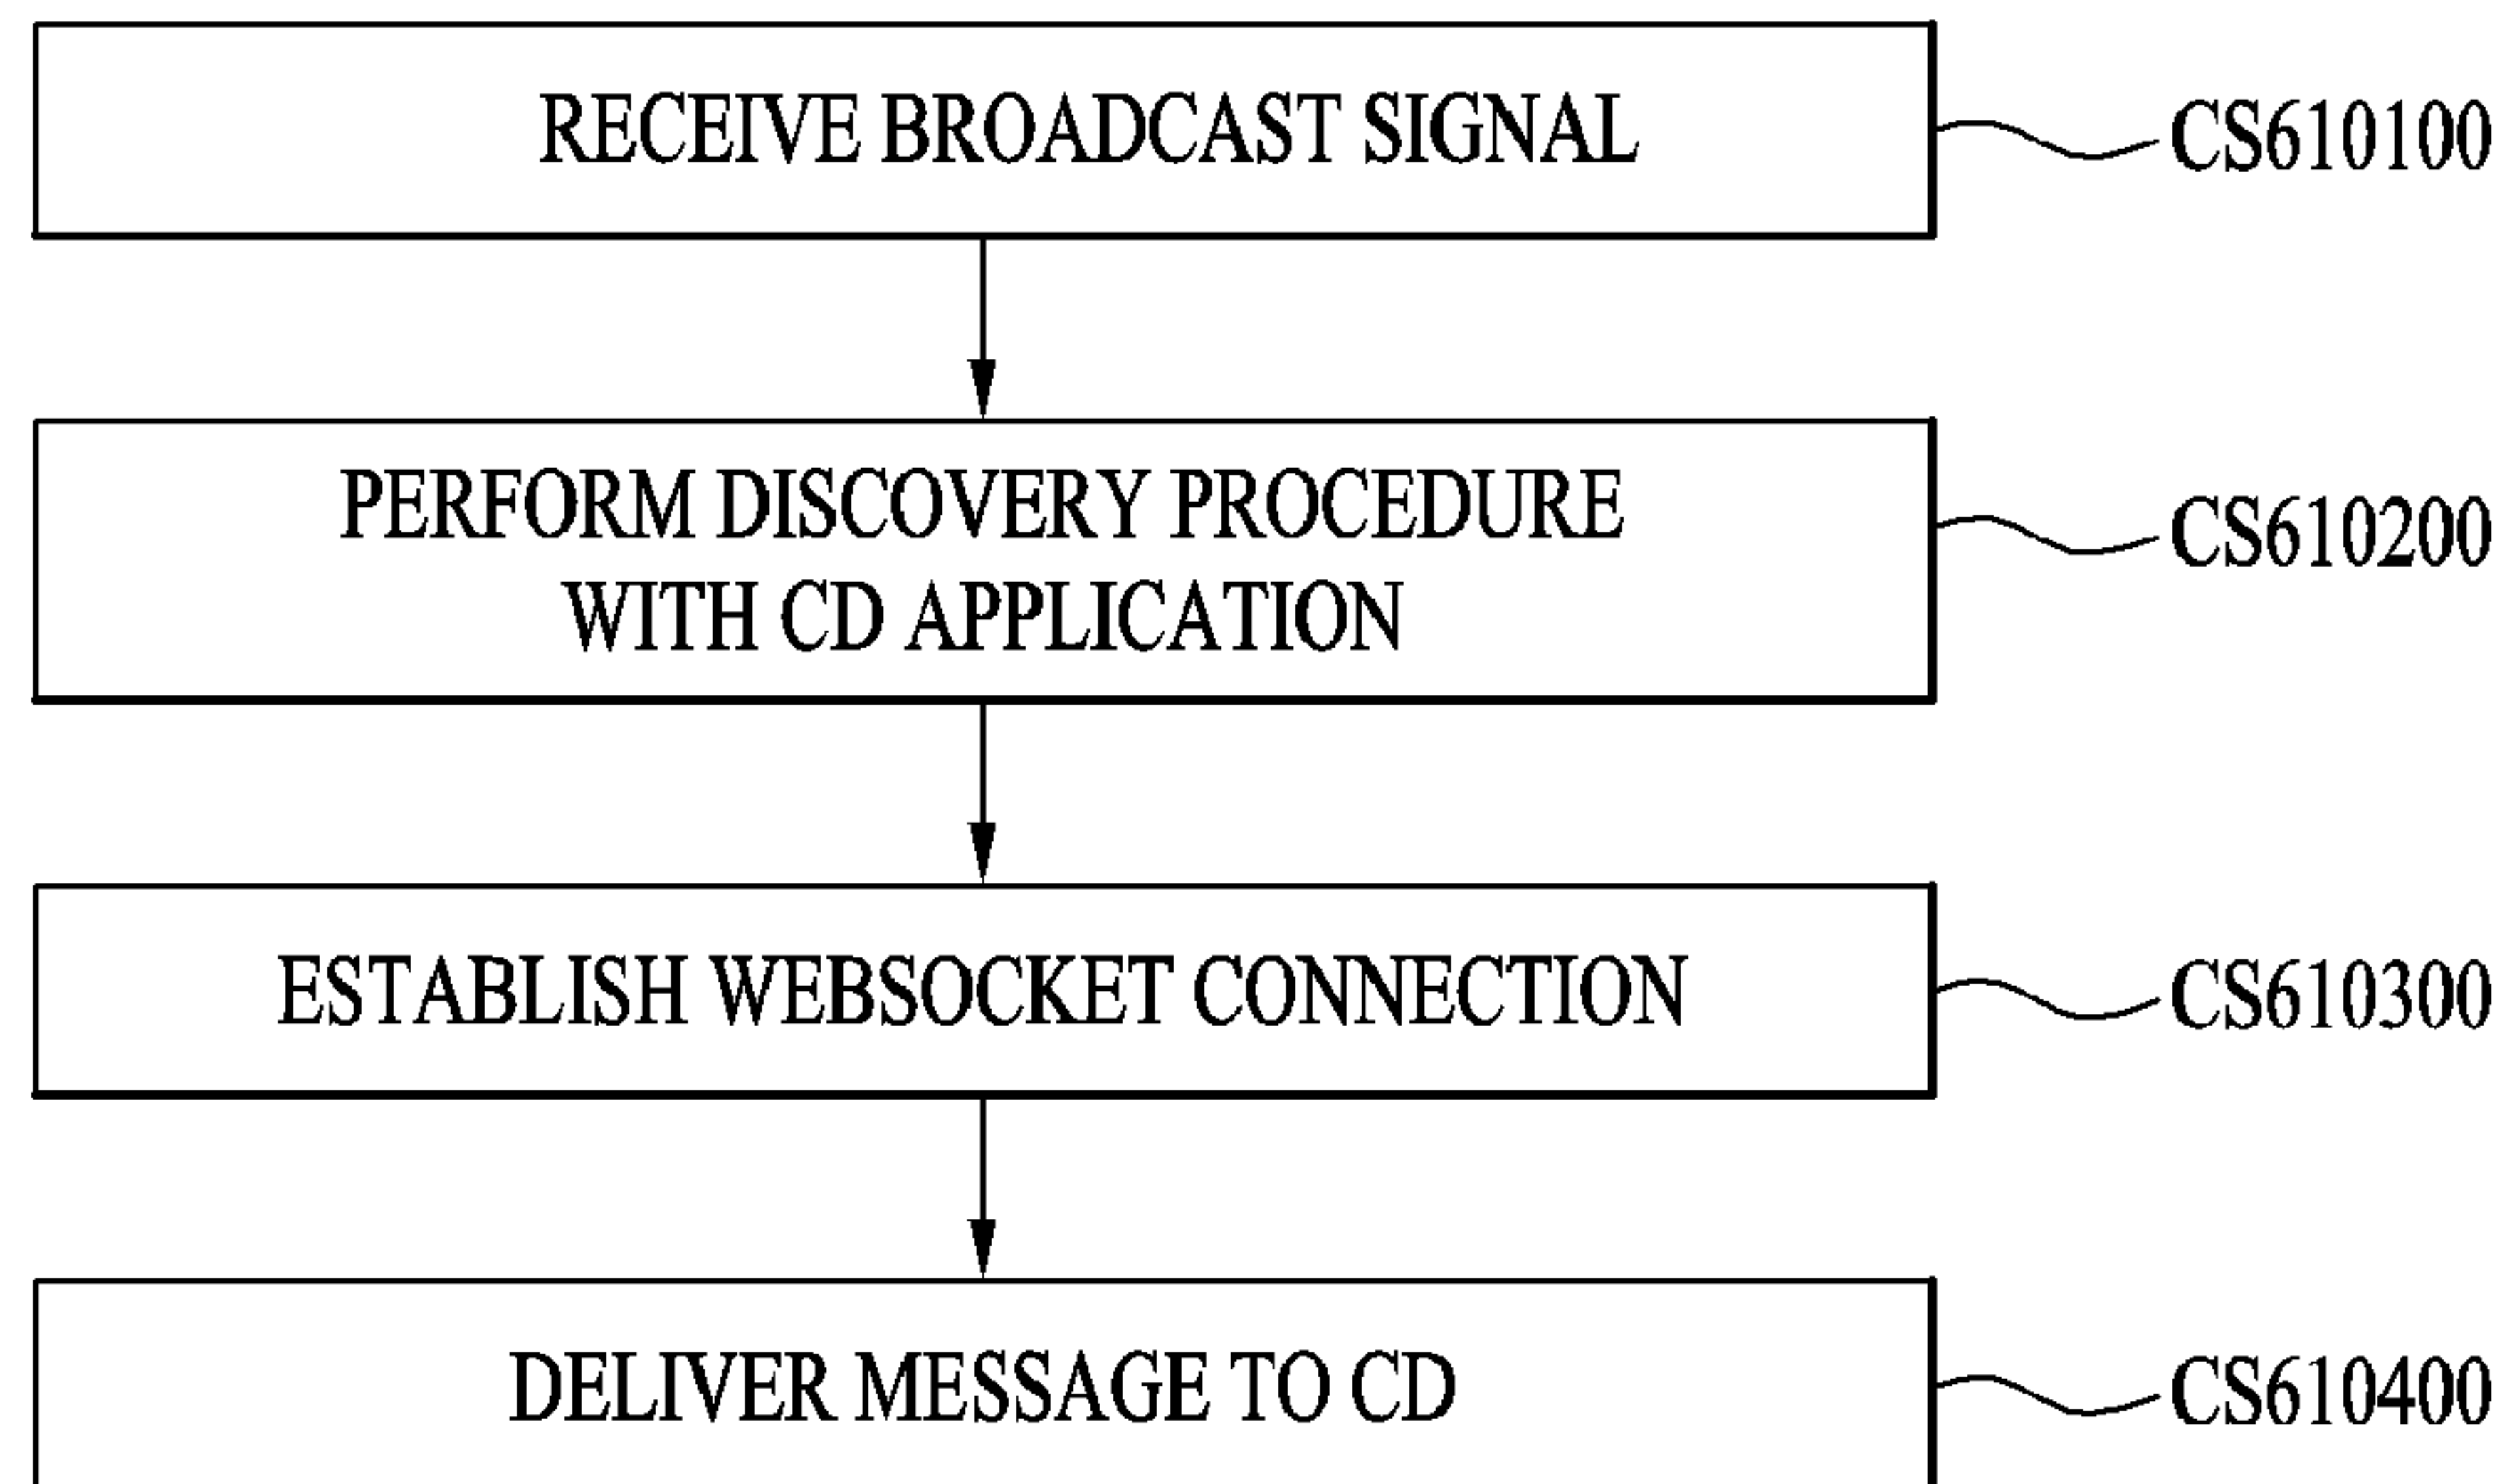 RECEIVE BROADCAST SIGNAL
CS610100
PERFORM DISCOVERY PROCEDURE
WITH CD APPLICATION
CS610200
ESTABLISH WEBSOCKET CONNECTION
CS610300
DELIVER MESSAGE TO CD
CS610400